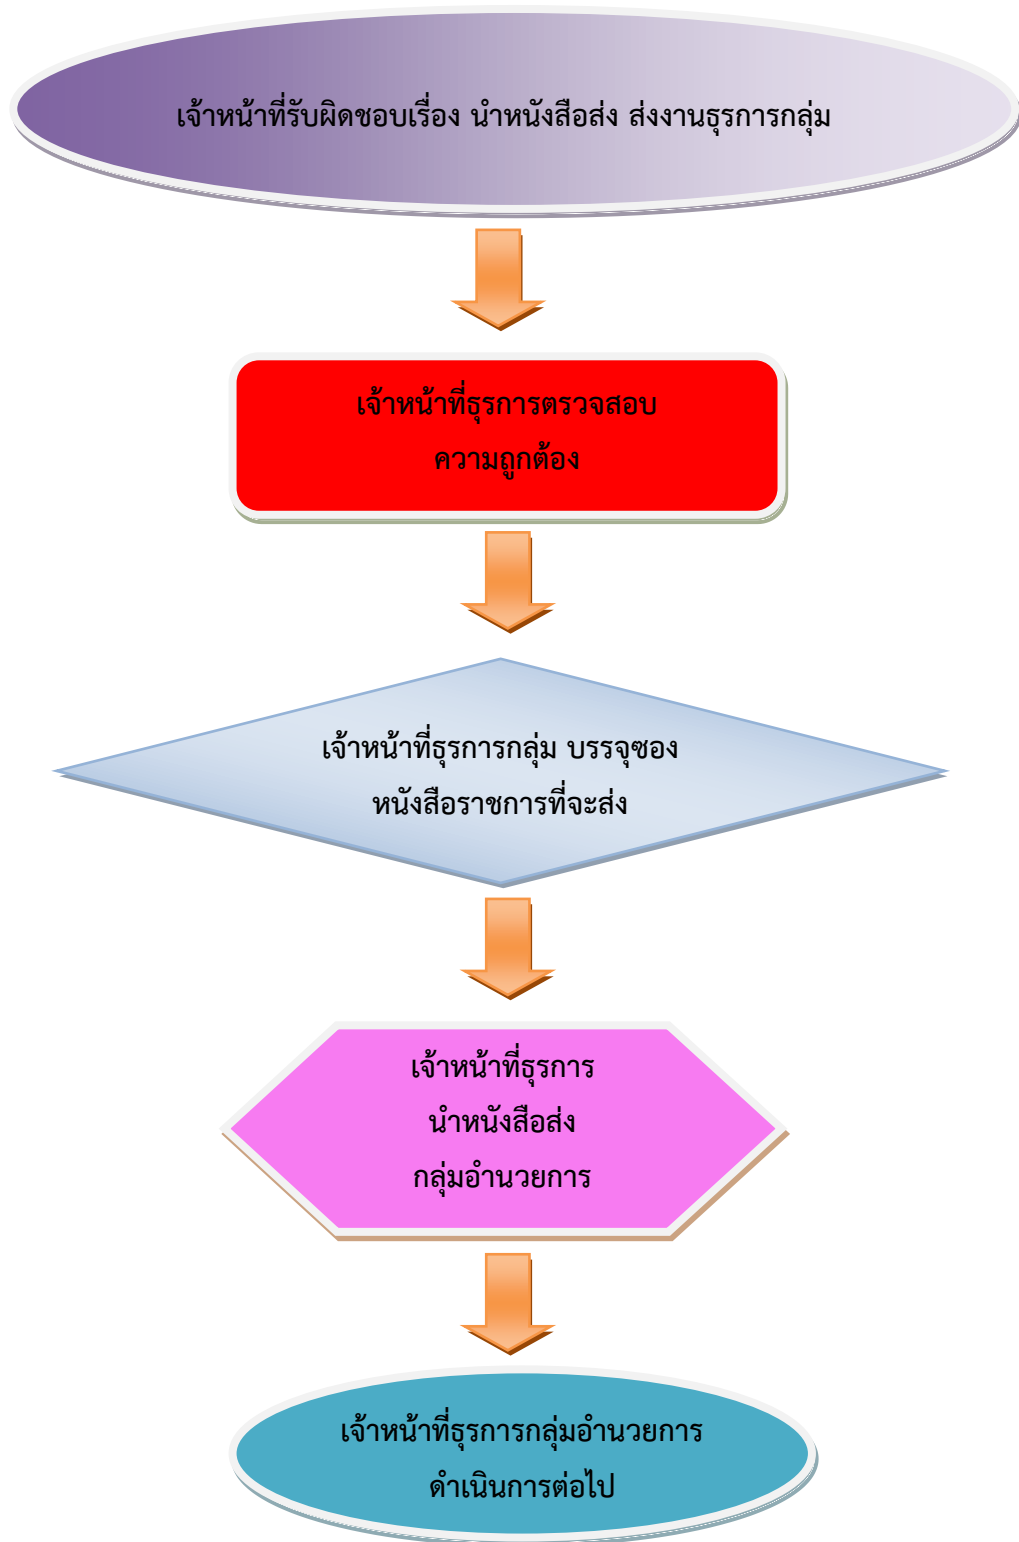 เจ้าหน้าที่รับผิดชอบเรื่อง นำหนังสือส่ง ส่งงานธุรการกลุ่ม
เจ้าหน้าที่ธุรการตรวจสอบ
ความถูกต้อง
เจ้าหน้าที่ธุรการกลุ่ม บรรจุซอง
หนังสือราชการที่จะส่ง
เจ้าหน้าที่ธุรการ
นำหนังสือส่ง
กลุ่มอำนวยการ
เจ้าหน้าที่ธุรการกลุ่มอำนวยการ
ดำเนินการต่อไป